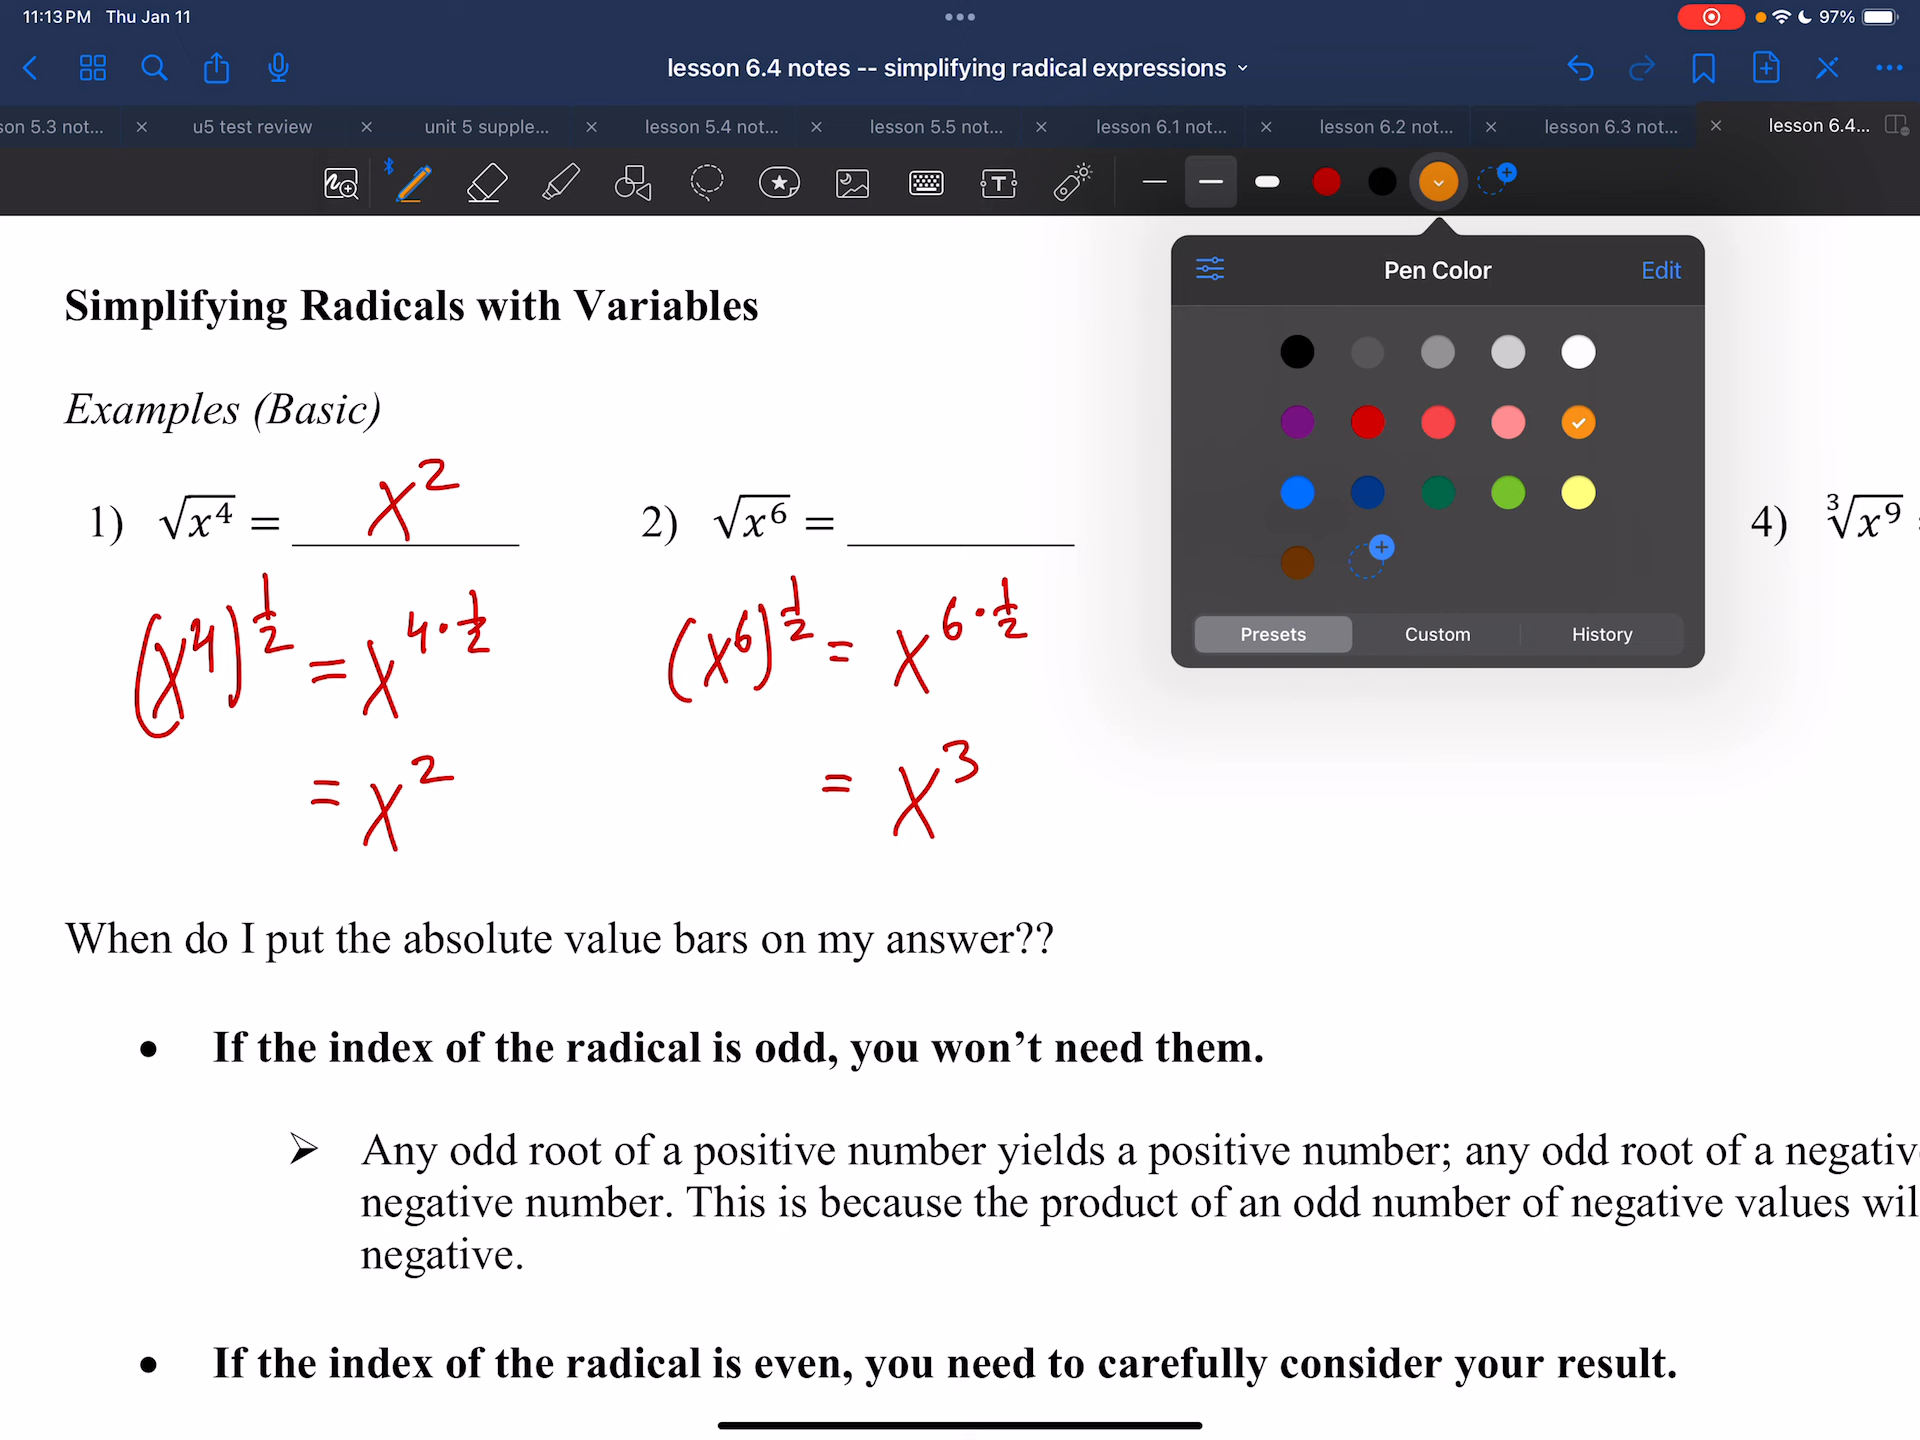 11:13 PM Thu Jan 11
97%
lesson 6.4 notes -- simplifying radical expressions
son 5.3 not... u5 test review unit 5 supple... lesson 5.4 not... lesson 5.5 not... lesson 6.1 not... lesson 6.2 not... lesson 6.3 not... lesson 6.4...
Pen Color Edit
Presets Custom History
Simplifying Radicals with Variables
Examples (Basic)
1) √x⁴ = x²
(x⁴)^½ = x^4·½
= x²
2) √x⁶ =
(x⁶)^½ = x^6·½
= x³
4) ³√x⁹
When do I put the absolute value bars on my answer??
• If the index of the radical is odd, you won’t need them.
➢ Any odd root of a positive number yields a positive number; any odd root of a negativ
negative number. This is because the product of an odd number of negative values wil
negative.
• If the index of the radical is even, you need to carefully consider your result.